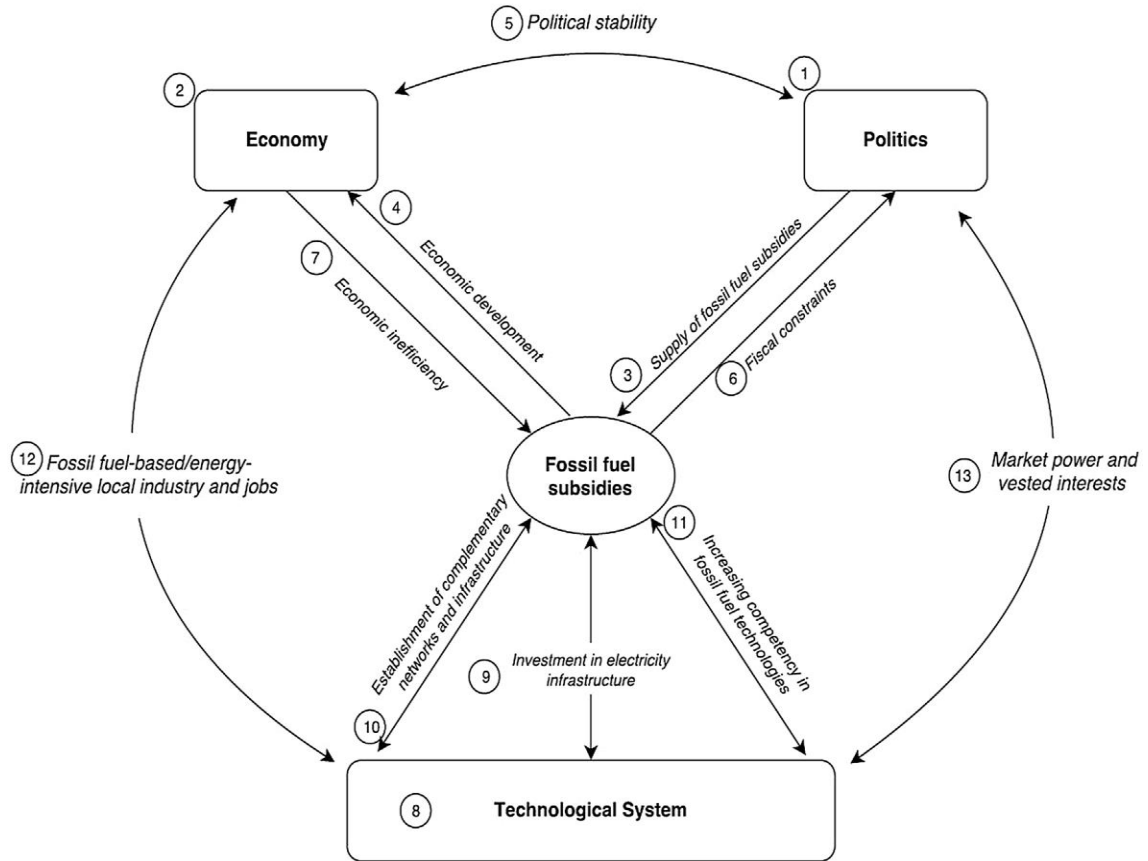 5 Political stability
2
1
Economy
Politics
4
7
Economic development
Economic inefficiency
Supply of fossil fuel subsidies
3
6
Fiscal constraints
12 Fossil fuel-based/energy-
intensive local industry and jobs
Fossil fuel
subsidies
Market power and
13 vested interests
11
Establishment of complementary
networks and infrastructure
Increasing competency in
fossil fuel technologies
9 Investment in electricity
infrastructure
10
8 Technological System